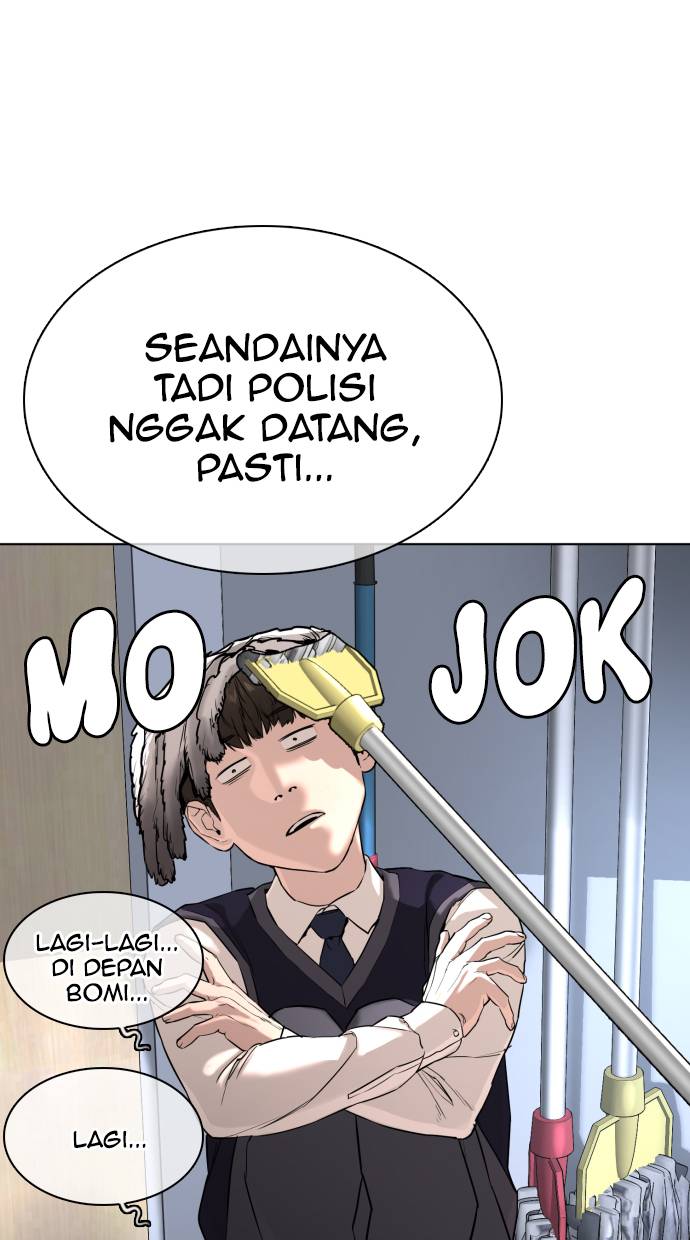 SEANDAINYA
TADI POLISI
NGGAK DATANG,
PASTI...
MO JOK
LAGI-LAGI...
DI DEPAN
BOMI...
LAGI...